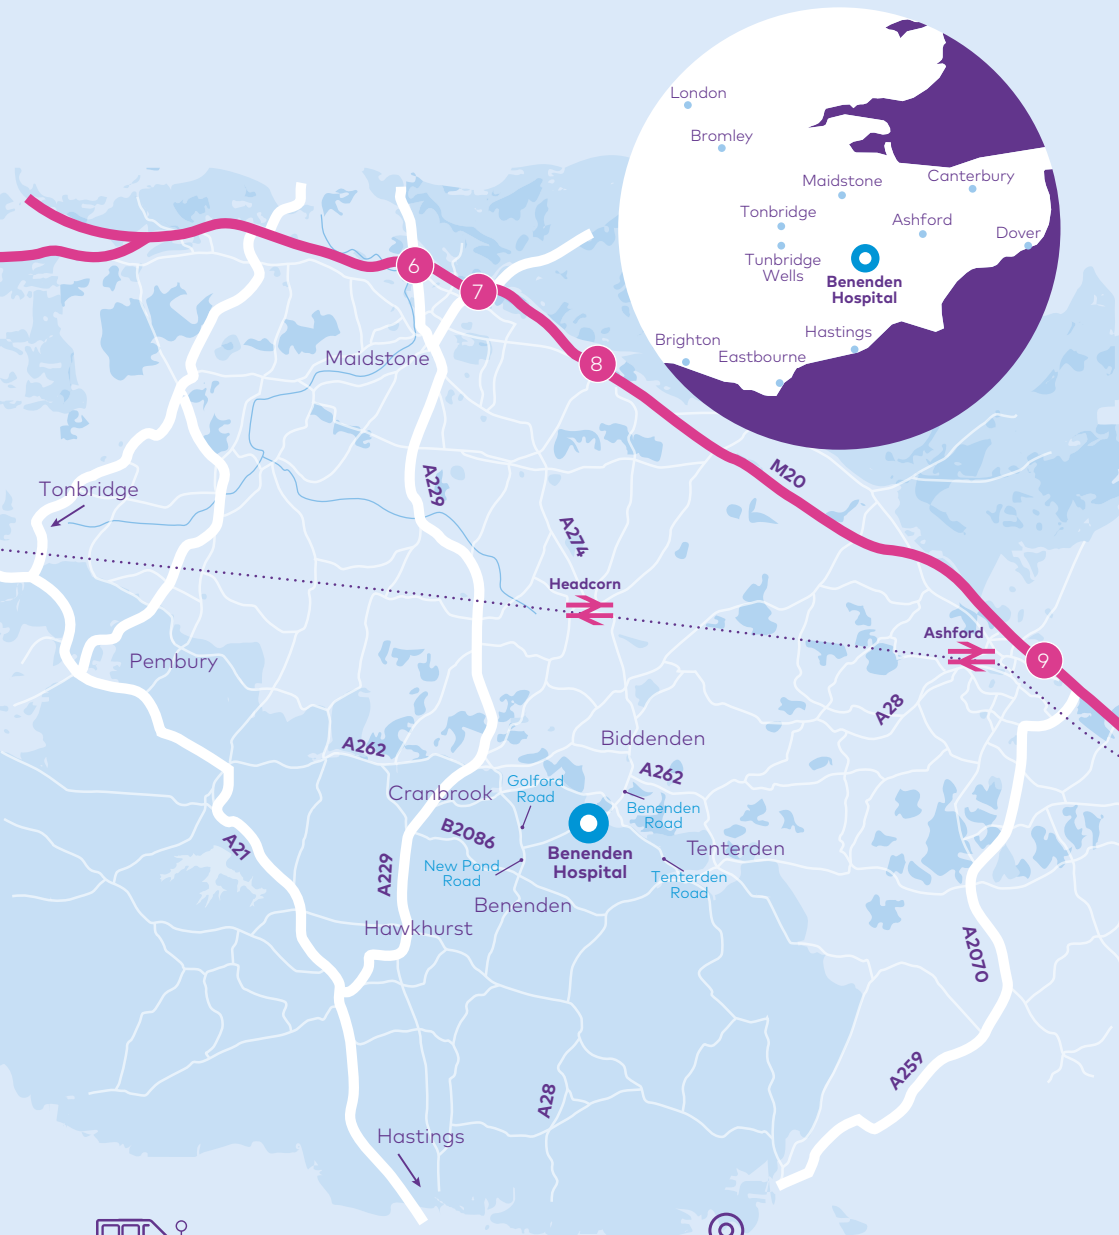 London
Bromley
Maidstone
Canterbury
Tonbridge
Ashford
Dover
Tunbridge
Wells
Benenden
Hospital
Hastings
Brighton
Eastbourne
6
7
8
Maidstone
M20
A229
Tonbridge
A274
Headcorn
Ashford
9
Pembury
A28
A262
Biddenden
A262
Golford
Road
Cranbrook
Benenden
Road
B2086
Benenden
Hospital
Tenterden
A21
A229
New Pond
Road
Tenterden
Road
Benenden
Hawkhurst
A2070
A259
A28
Hastings